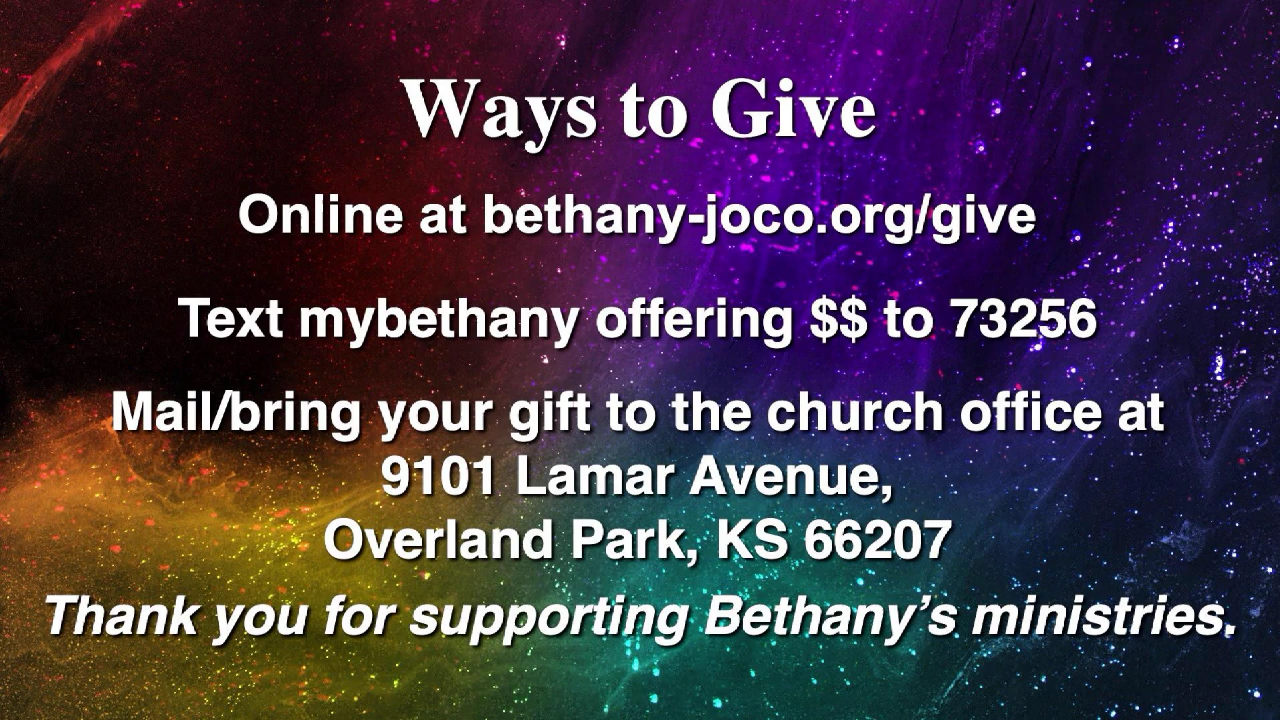 Ways to Give
Online at bethany-joco.org/give
Text mybethany offering $$ to 73256
Mail/bring your gift to the church office at
9101 Lamar Avenue,
Overland Park, KS 66207
Thank you for supporting Bethany’s ministries.